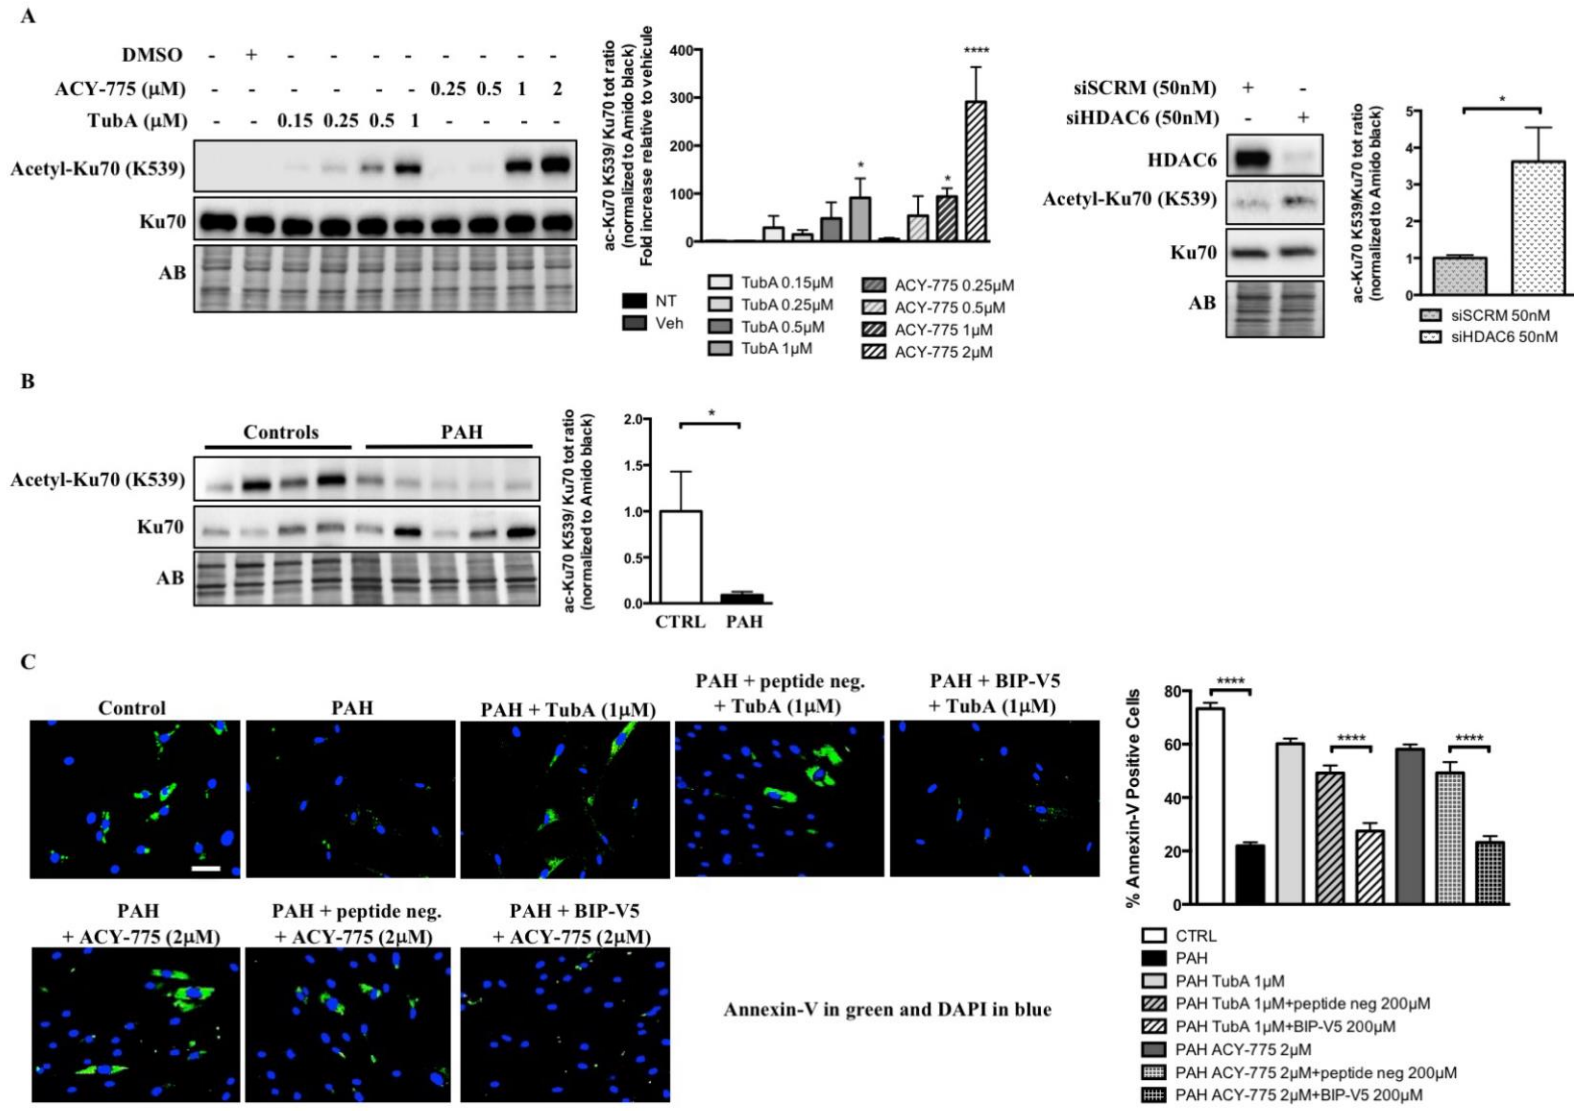 A
DMSO - + - - - - - - - -
ACY-775 (µM) - - - - - - 0.25 0.5 1 2
TubA (µM) - - 0.15 0.25 0.5 1 - - - -
Acetyl-Ku70 (K539)
Ku70
AB
ac-Ku70 K539/ Ku70 tot ratio
(normalized to Amido black)
Fold increase relative to vehicule
400
300
200
100
0
*
*
****
NT
Veh
TubA 0.15µM
TubA 0.25µM
TubA 0.5µM
TubA 1µM
ACY-775 0.25µM
ACY-775 0.5µM
ACY-775 1µM
ACY-775 2µM
siSCRM (50nM) + -
siHDAC6 (50nM) - +
HDAC6
Acetyl-Ku70 (K539)
Ku70
AB
ac-Ku70 K539/Ku70 tot ratio
(normalized to Amido black)
5
4
3
2
1
0
*
siSCRM 50nM
siHDAC6 50nM
B
Controls PAH
Acetyl-Ku70 (K539)
Ku70
AB
ac-Ku70 K539/ Ku70 tot ratio
(normalized to Amido black)
2.0
1.5
1.0
0.5
0.0
*
CTRL PAH
C
Control
PAH
PAH + TubA (1µM)
PAH + peptide neg.
+ TubA (1µM)
PAH + BIP-V5
+ TubA (1µM)
PAH
+ ACY-775 (2µM)
PAH + peptide neg.
+ ACY-775 (2µM)
PAH + BIP-V5
+ ACY-775 (2µM)
Annexin-V in green and DAPI in blue
% Annexin-V Positive Cells
80
60
40
20
0
****
****
****
CTRL
PAH
PAH TubA 1µM
PAH TubA 1µM+peptide neg 200µM
PAH TubA 1µM+BIP-V5 200µM
PAH ACY-775 2µM
PAH ACY-775 2µM+peptide neg 200µM
PAH ACY-775 2µM+BIP-V5 200µM